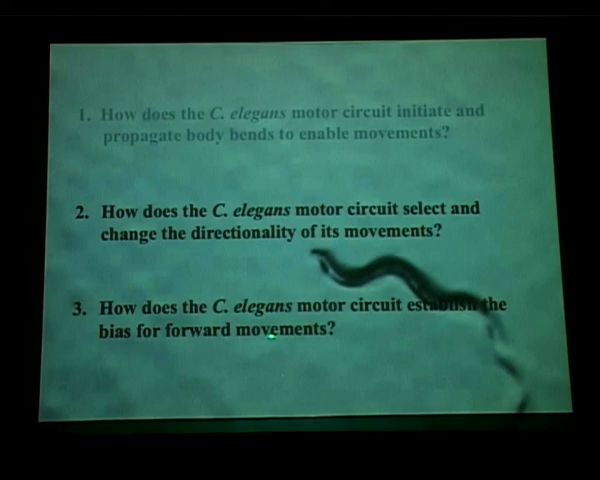 1. How does the C. elegans motor circuit initiate and
propagate body bends to enable movements?
2. How does the C. elegans motor circuit select and
change the directionality of its movements?
3. How does the C. elegans motor circuit establish the
bias for forward movements?